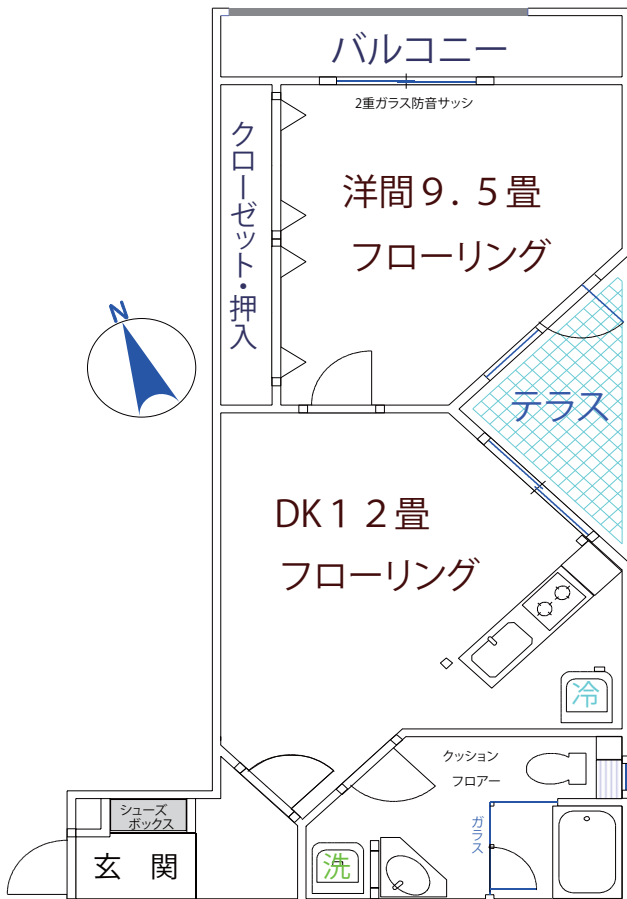 バルコニー
2重ガラス防音サッシ
クローゼット・押入
洋間９．５畳
フローリング
N
テラス
DK１２畳
フローリング
冷
クッション
フロアー
シューズ
ボックス
ガラス
玄関
洗